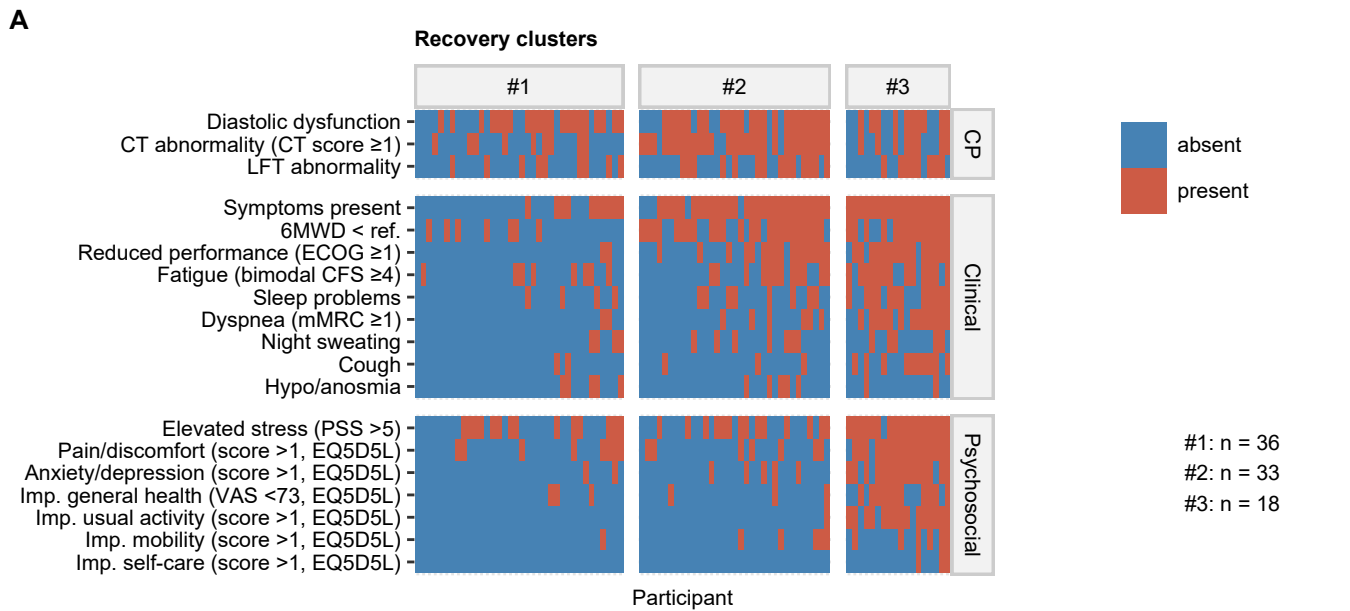 A
Recovery clusters
#1 #2 #3
Diastolic dysfunction
CT abnormality (CT score ≥1)
LFT abnormality
CP
absent
present
Symptoms present
6MWD < ref.
Reduced performance (ECOG ≥1)
Fatigue (bimodal CFS ≥4)
Sleep problems
Dyspnea (mMRC ≥1)
Night sweating
Cough
Hypo/anosmia
Clinical
Elevated stress (PSS >5)
Pain/discomfort (score >1, EQ5D5L)
Anxiety/depression (score >1, EQ5D5L)
Imp. general health (VAS <73, EQ5D5L)
Imp. usual activity (score >1, EQ5D5L)
Imp. mobility (score >1, EQ5D5L)
Imp. self-care (score >1, EQ5D5L)
Psychosocial
#1: n = 36
#2: n = 33
#3: n = 18
Participant